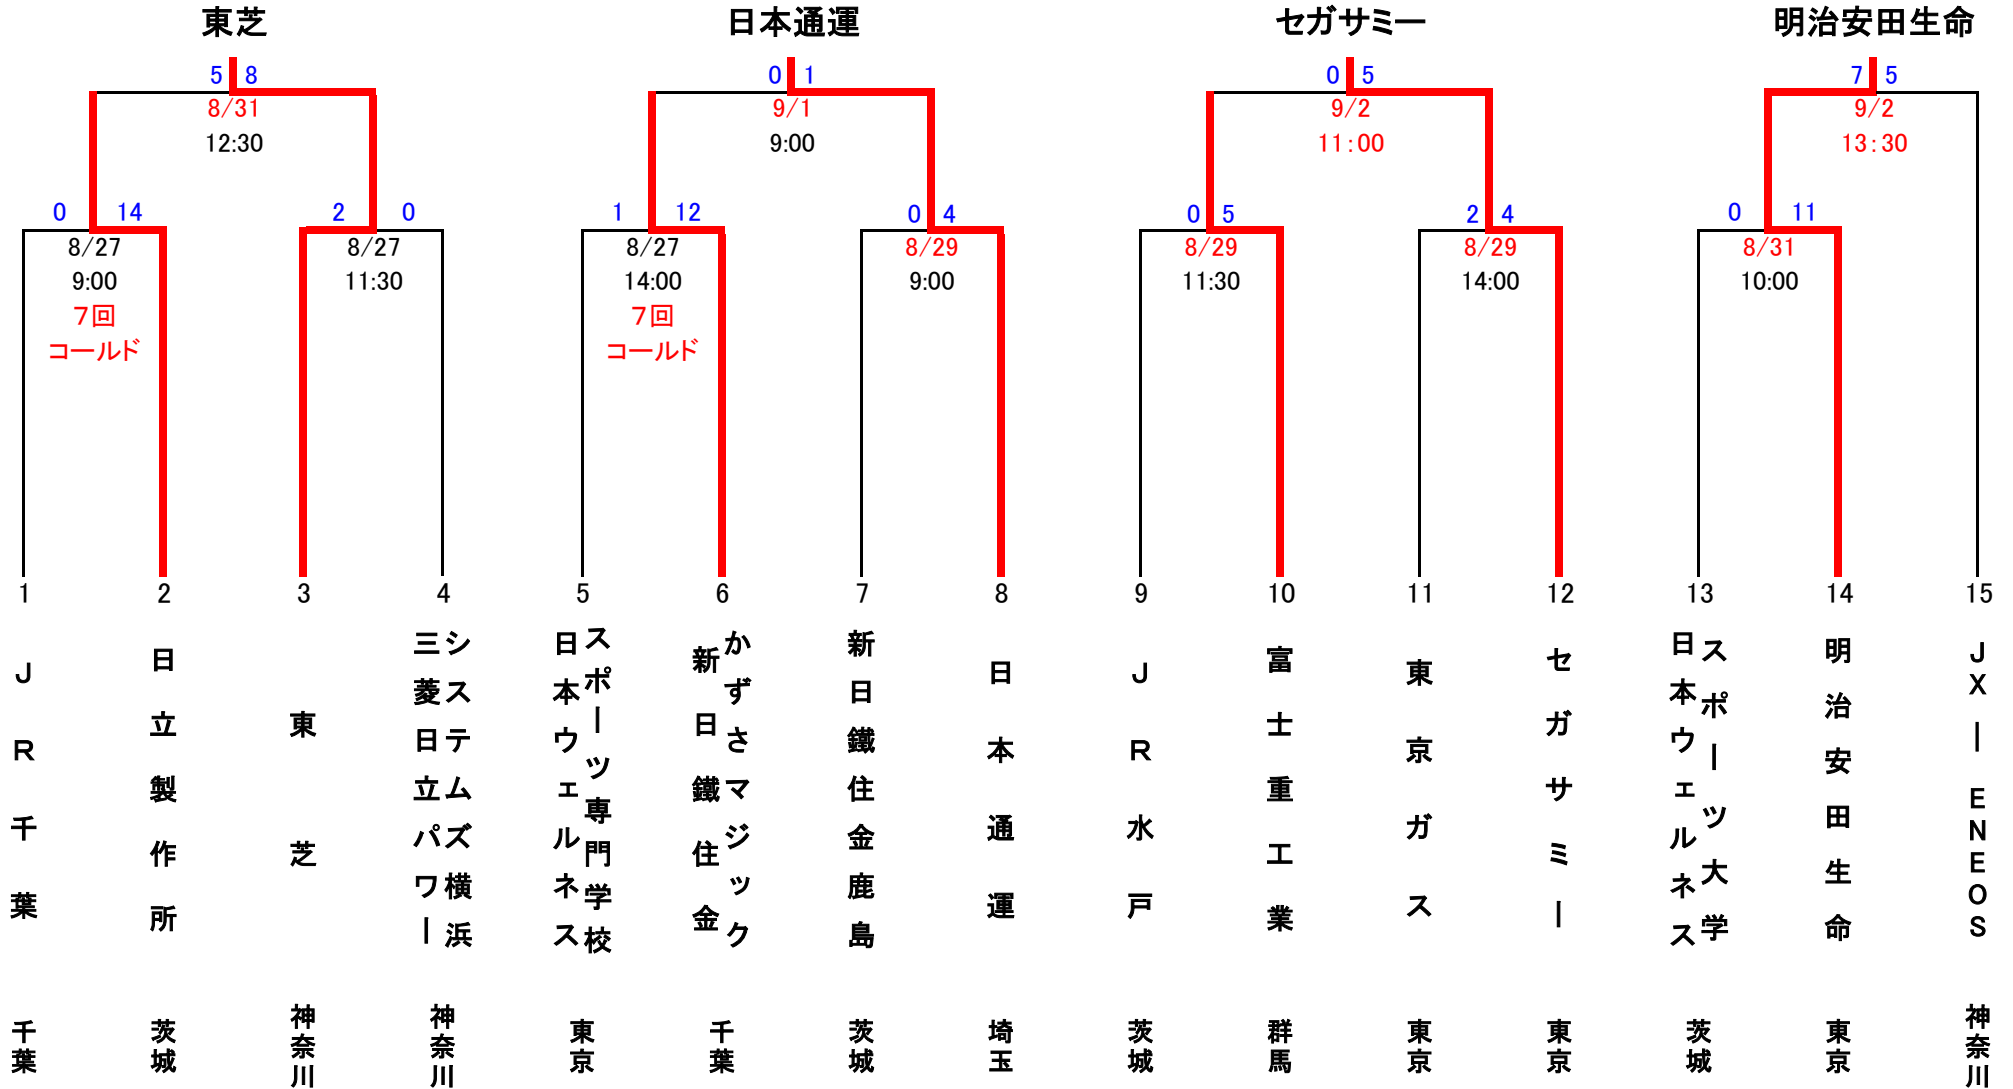 東芝 日本通運 セガサミー 明治安田生命
5 8 0 1 0 5 7 5
8/31 9/1 9/2 9/2
12:30 9:00 11:00 13:30
0 14 2 0 1 12 0 4 0 5 2 4 0 11
8/27 8/27 8/27 8/29 8/29 8/29 8/31
9:00 11:30 14:00 9:00 11:30 14:00 10:00
7回 7回
コールド コールド
1 2 3 4 5 6 7 8 9 10 11 12 13 14 15
JR千葉
日立製作所
東芝
三菱日立パワー
システムズ横浜
日本ウェルネス
スポーツ専門学校
新日鐵住金
かずさマジック
新日鐵住金鹿島
日本通運
JR水戸
富士重工業
東京ガス
セガサミー
日本ウェルネス
スポーツ大学
明治安田生命
JXーENEOS
千葉 茨城 神奈川 神奈川 東京 千葉 茨城 埼玉 茨城 群馬 東京 東京 茨城 東京 神奈川